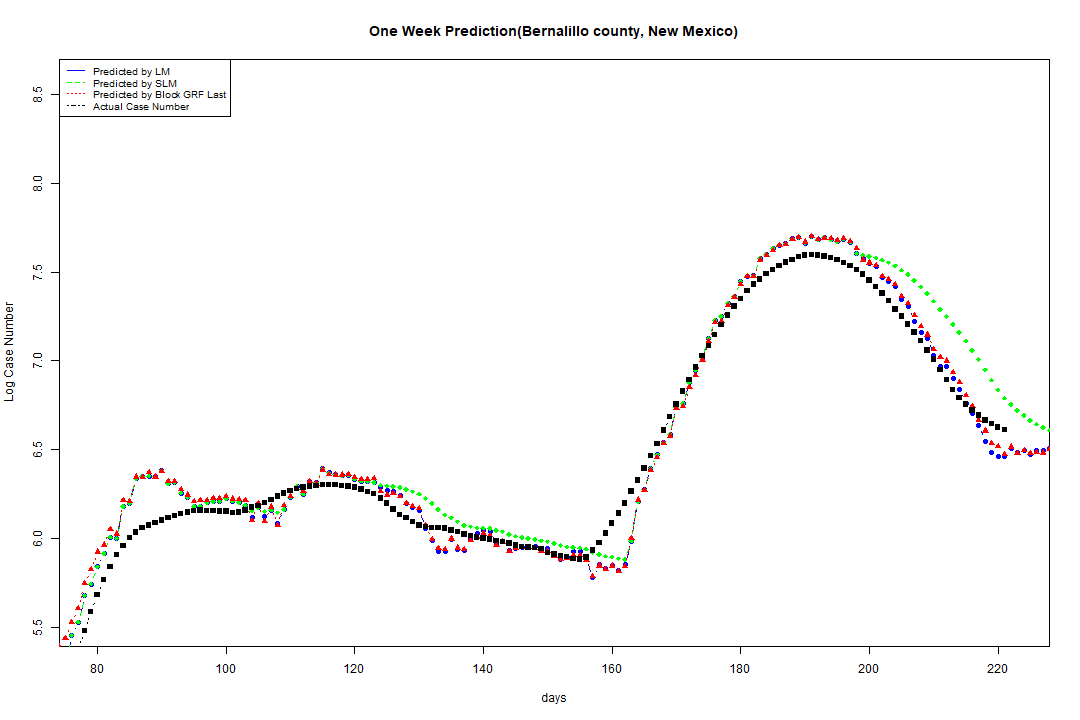 One Week Prediction(Bernalillo county, New Mexico)
Predicted by LM
Predicted by SLM
Predicted by Block GRF Last
Actual Case Number
8.5
8.0
7.5
7.0
6.5
6.0
5.5
Log Case Number
80 100 120 140 160 180 200 220
days